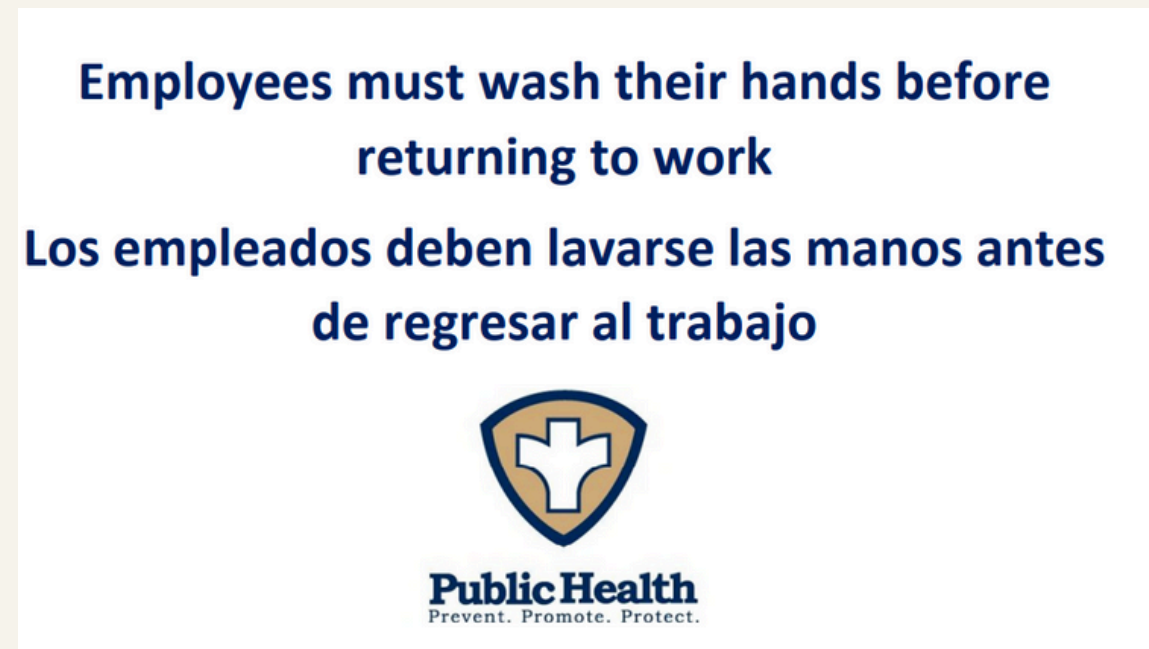 Employees must wash their hands before
returning to work
Los empleados deben lavarse las manos antes
de regresar al trabajo
Public Health
Prevent. Promote. Protect.